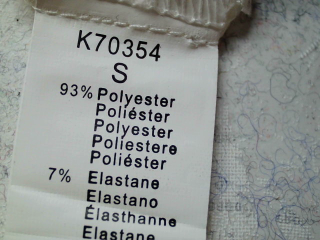 K70354
S
93% Polyester
Poliéster
Polyester
Poliestere
Poliéster
7% Elastane
Elastano
Élasthanne
Elastane